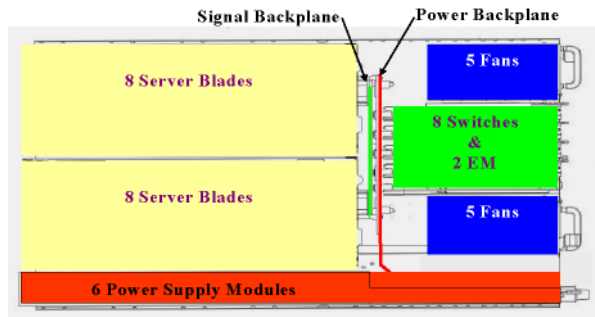 Signal Backplane
Power Backplane
8 Server Blades
5 Fans
8 Switches
&
2 EM
8 Server Blades
5 Fans
6 Power Supply Modules